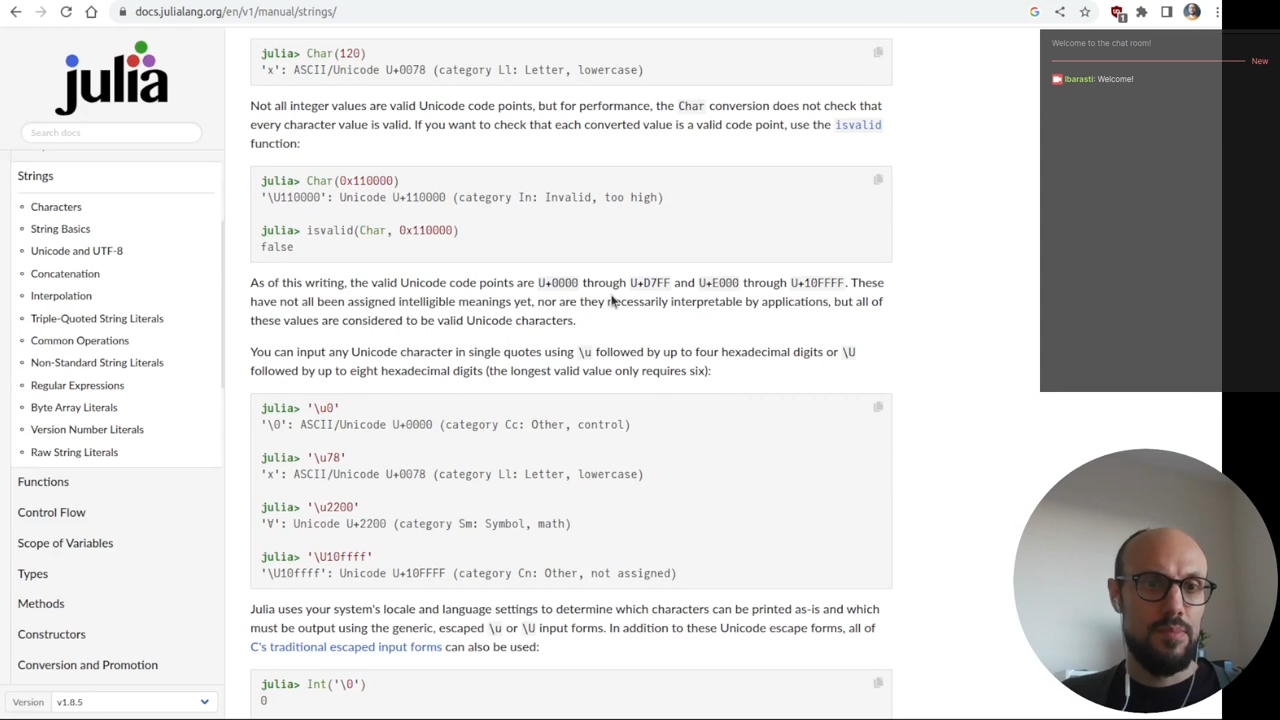 docs.julialang.org/en/v1/manual/strings/
1
julia
Search docs
Strings
Characters
String Basics
Unicode and UTF-8
Concatenation
Interpolation
Triple-Quoted String Literals
Common Operations
Non-Standard String Literals
Regular Expressions
Byte Array Literals
Version Number Literals
Raw String Literals
Functions
Control Flow
Scope of Variables
Types
Methods
Constructors
Conversion and Promotion
Version v1.8.5
julia> Char(120)
'x': ASCII/Unicode U+0078 (category Ll: Letter, lowercase)
Not all integer values are valid Unicode code points, but for performance, the Char conversion does not check that
every character value is valid. If you want to check that each converted value is a valid code point, use the isvalid
function:
julia> Char(0x110000)
'\U110000': Unicode U+110000 (category In: Invalid, too high)
julia> isvalid(Char, 0x110000)
false
As of this writing, the valid Unicode code points are U+0000 through U+D7FF and U+E000 through U+10FFFF. These
have not all been assigned intelligible meanings yet, nor are they necessarily interpretable by applications, but all of
these values are considered to be valid Unicode characters.
You can input any Unicode character in single quotes using \u followed by up to four hexadecimal digits or \U
followed by up to eight hexadecimal digits (the longest valid value only requires six):
julia> '\u0'
'\0': ASCII/Unicode U+0000 (category Cc: Other, control)
julia> '\u78'
'x': ASCII/Unicode U+0078 (category Ll: Letter, lowercase)
julia> '\u2200'
'∀': Unicode U+2200 (category Sm: Symbol, math)
julia> '\U10ffff'
'\U10ffff': Unicode U+10FFFF (category Cn: Other, not assigned)
Julia uses your system's locale and language settings to determine which characters can be printed as-is and which
must be output using the generic, escaped \u or \U input forms. In addition to these Unicode escape forms, all of
C's traditional escaped input forms can also be used:
julia> Int('\0')
0
Welcome to the chat room!
New
lbarasti: Welcome!